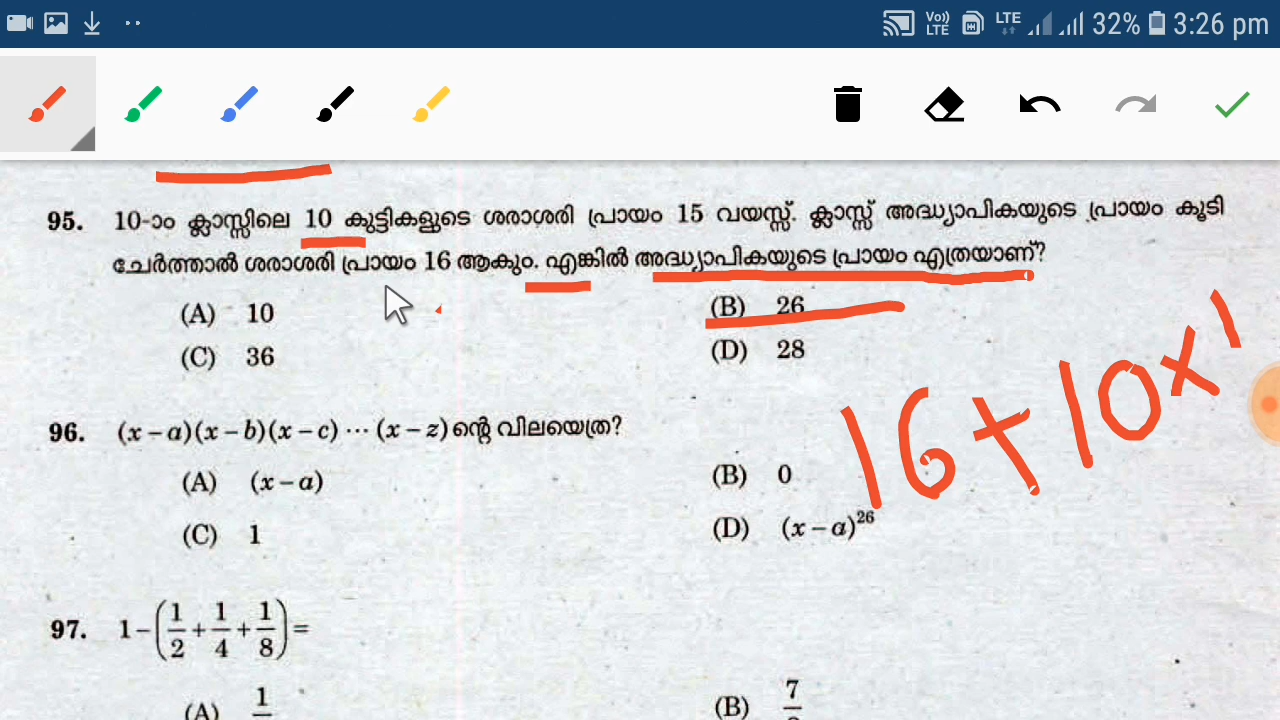 Vo)) LTE LTE 32% 3:26 pm
95. 10-ാം ക്ലാസ്സിലെ 10 കുട്ടികളുടെ ശരാശരി പ്രായം 15 വയസ്സ്. ക്ലാസ്സ് അദ്ധ്യാപികയുടെ പ്രായം കൂടി
ചേർത്താൽ ശരാശരി പ്രായം 16 ആകും. എങ്കിൽ അദ്ധ്യാപികയുടെ പ്രായം എത്രയാണ്?
(A) 10 (B) 26
(C) 36 (D) 28
16+10x1
96. (x-a)(x-b)(x-c) ··· (x-z) ന്റെ വിലയെത്ര?
(A) (x-a) (B) 0
(C) 1 (D) (x-a)²⁶
97. 1-(1/2+1/4+1/8)=
(A) 1 (B) 7